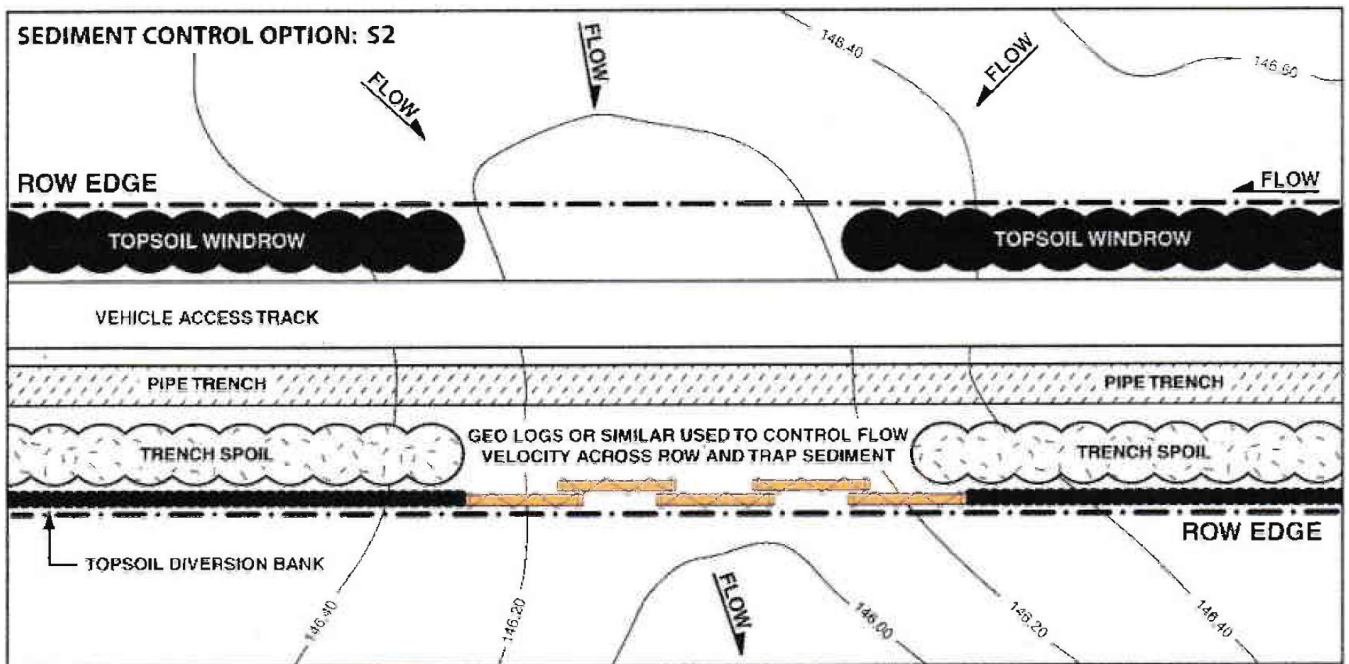 SEDIMENT CONTROL OPTION: S2
FLOW
FLOW
146.40
FLOW
146.60
ROW EDGE
FLOW
TOPSOIL WINDROW
TOPSOIL WINDROW
VEHICLE ACCESS TRACK
PIPE TRENCH
PIPE TRENCH
TRENCH SPOIL
GEO LOGS OR SIMILAR USED TO CONTROL FLOW
VELOCITY ACROSS ROW AND TRAP SEDIMENT
TRENCH SPOIL
ROW EDGE
TOPSOIL DIVERSION BANK
146.40
146.20
FLOW
146.00
146.20
146.40